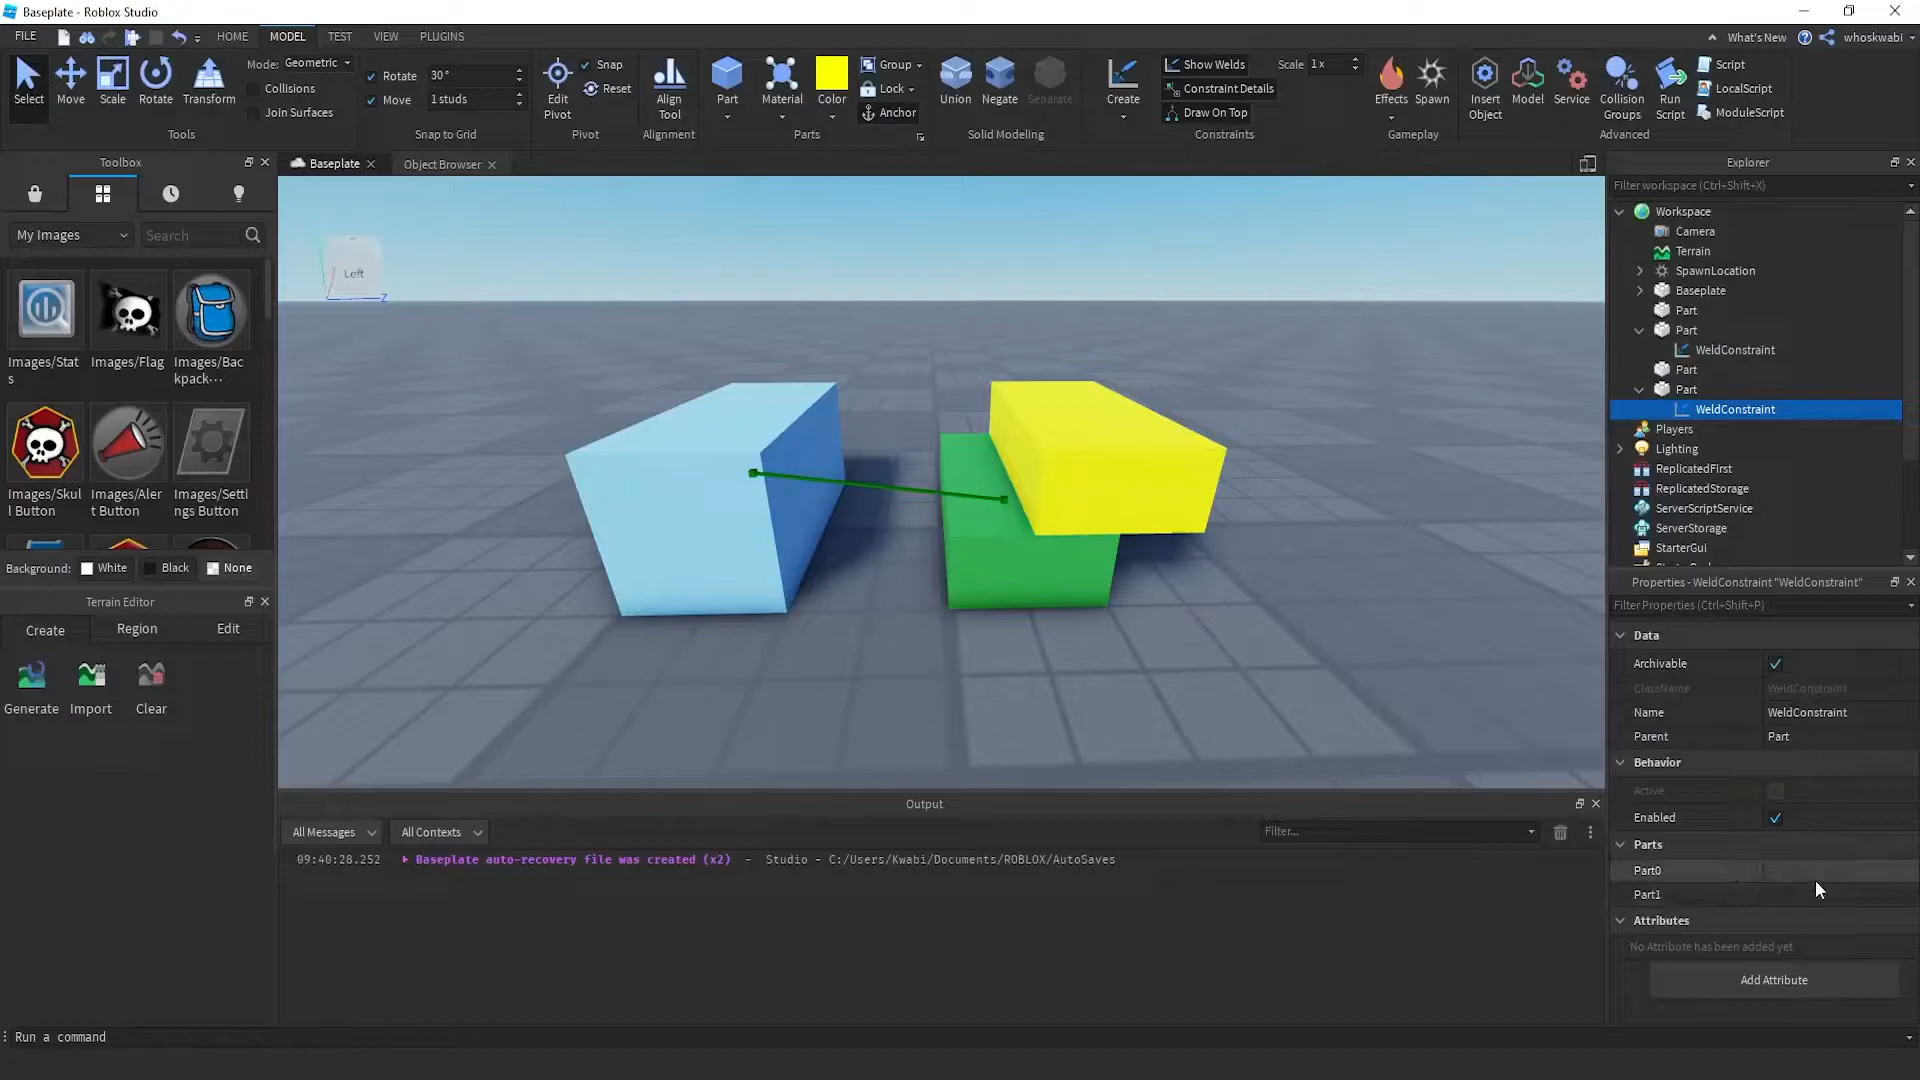 Baseplate - Roblox Studio
FILE
HOME
MODEL
TEST
VIEW
PLUGINS
What's New
whoskwabi
Select
Move
Scale
Rotate
Transform
Mode: Geometric
Collisions
Join Surfaces
Tools
Rotate 30°
Move 1 studs
Snap to Grid
Edit Pivot
Snap
Reset
Pivot
Align Tool
Alignment
Part
Material
Color
Group
Lock
Anchor
Parts
Union
Negate
Separate
Solid Modeling
Create
Show Welds
Constraint Details
Draw On Top
Scale 1 x
Constraints
Effects
Spawn
Gameplay
Insert Object
Model
Service
Collision Groups
Run Script
Script
LocalScript
ModuleScript
Advanced
Toolbox
My Images
Search
Images/Stat
s
Images/Flag
Images/Bac
kpack...
Images/Skul
l Button
Images/Aler
t Button
Images/Setti
ngs Button
Background: White Black None
Terrain Editor
Create
Region
Edit
Generate
Import
Clear
Baseplate
Object Browser
Left
Z
Output
All Messages
All Contexts
Filter...
09:40:28.252 Baseplate auto-recovery file was created (x2) - Studio - C:/Users/Kwabi/Documents/ROBLOX/AutoSaves
Explorer
Filter workspace (Ctrl+Shift+X)
Workspace
Camera
Terrain
SpawnLocation
Baseplate
Part
Part
WeldConstraint
Part
Part
WeldConstraint
Players
Lighting
ReplicatedFirst
ReplicatedStorage
ServerScriptService
ServerStorage
StarterGui
Properties - WeldConstraint "WeldConstraint"
Filter Properties (Ctrl+Shift+P)
Data
Archivable
ClassName WeldConstraint
Name WeldConstraint
Parent Part
Behavior
Active
Enabled
Parts
Part0
Part1
Attributes
No Attribute has been added yet
Add Attribute
Run a command